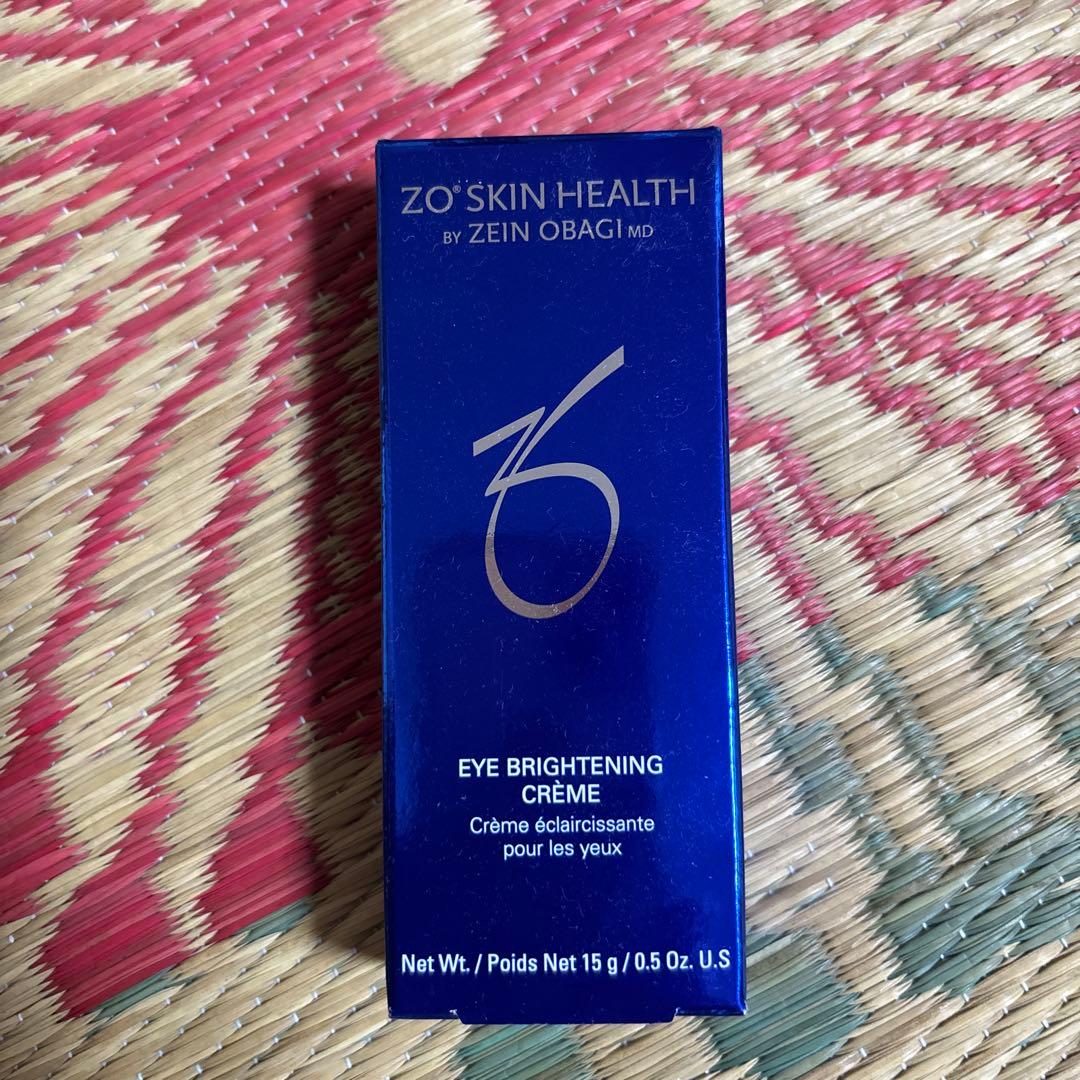 ZO® SKIN HEALTH
BY ZEIN OBAGI MD
EYE BRIGHTENING
CRÈME
Crème éclaircissante
pour les yeux
Net Wt. / Poids Net 15 g / 0.5 Oz. U.S